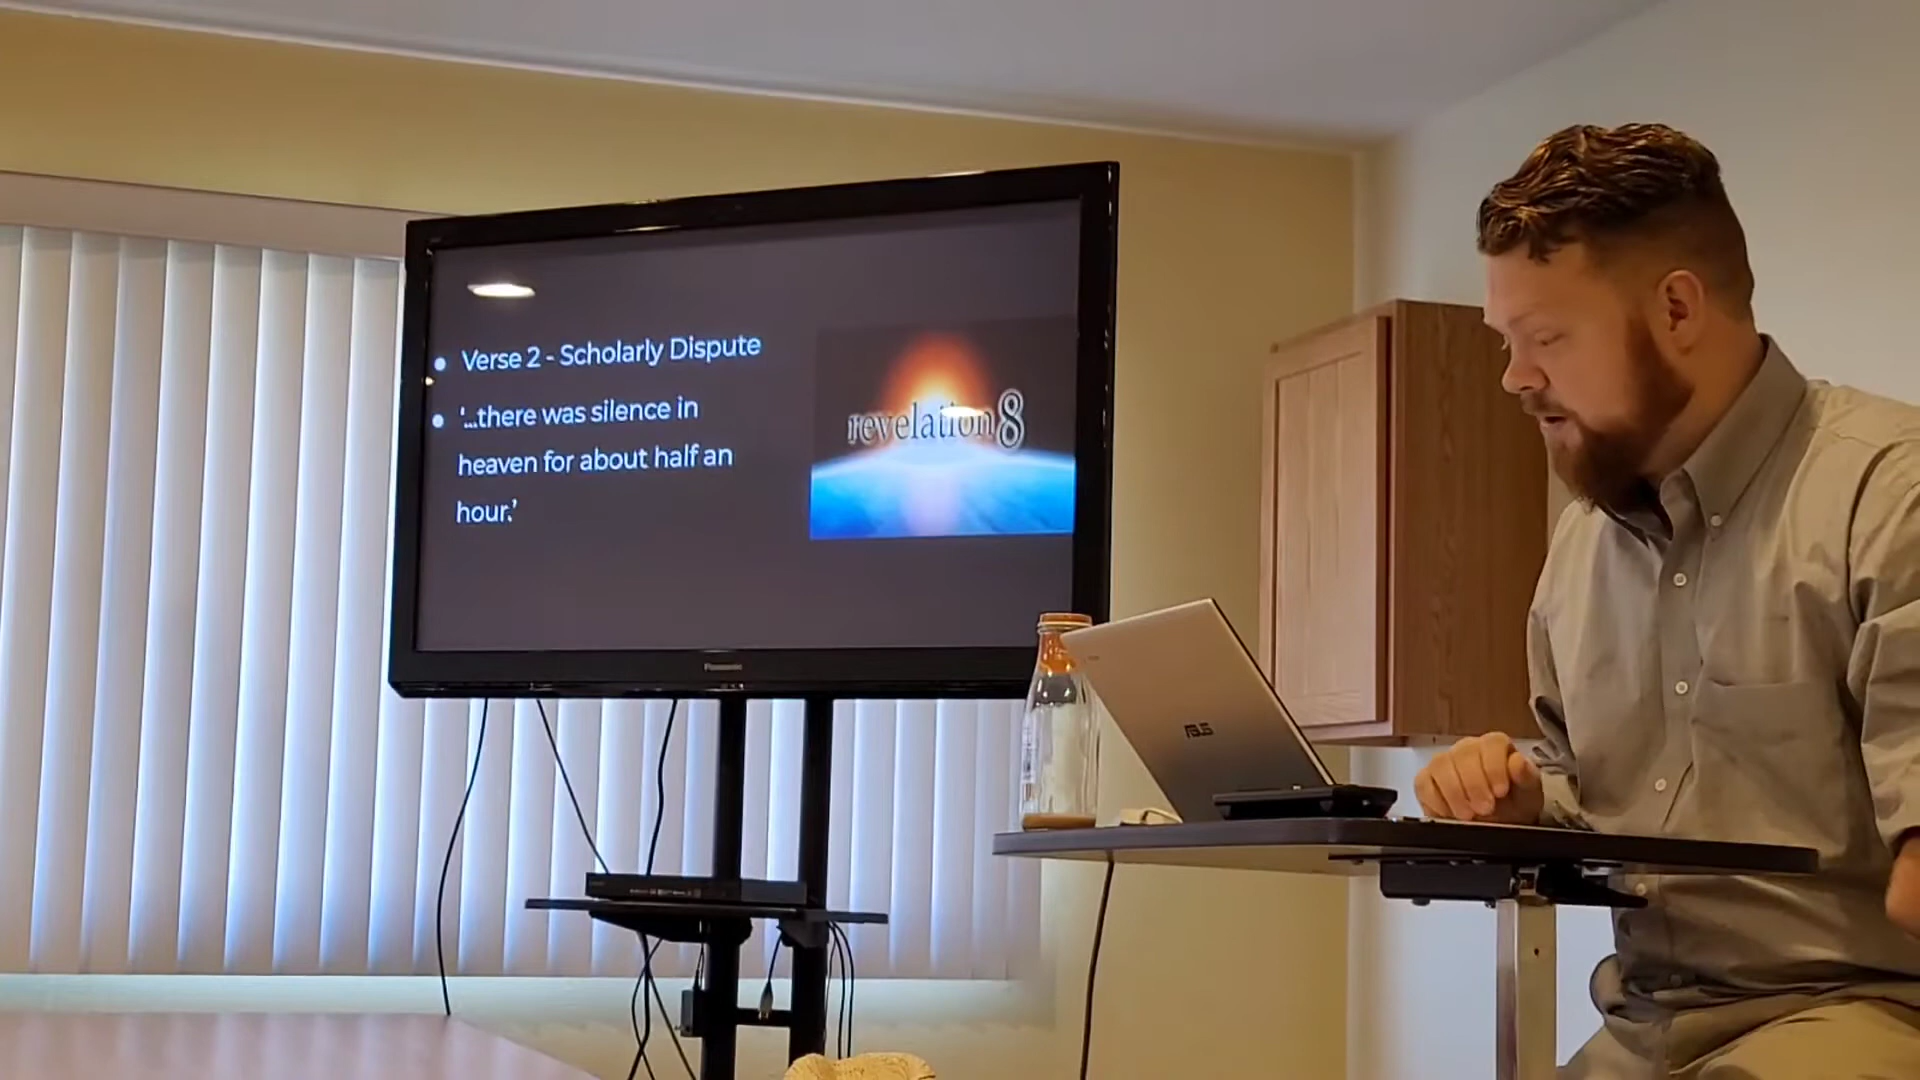 Verse 2 - Scholarly Dispute
'...there was silence in
heaven for about half an
hour.'
revelation 8
Panasonic
ASUS